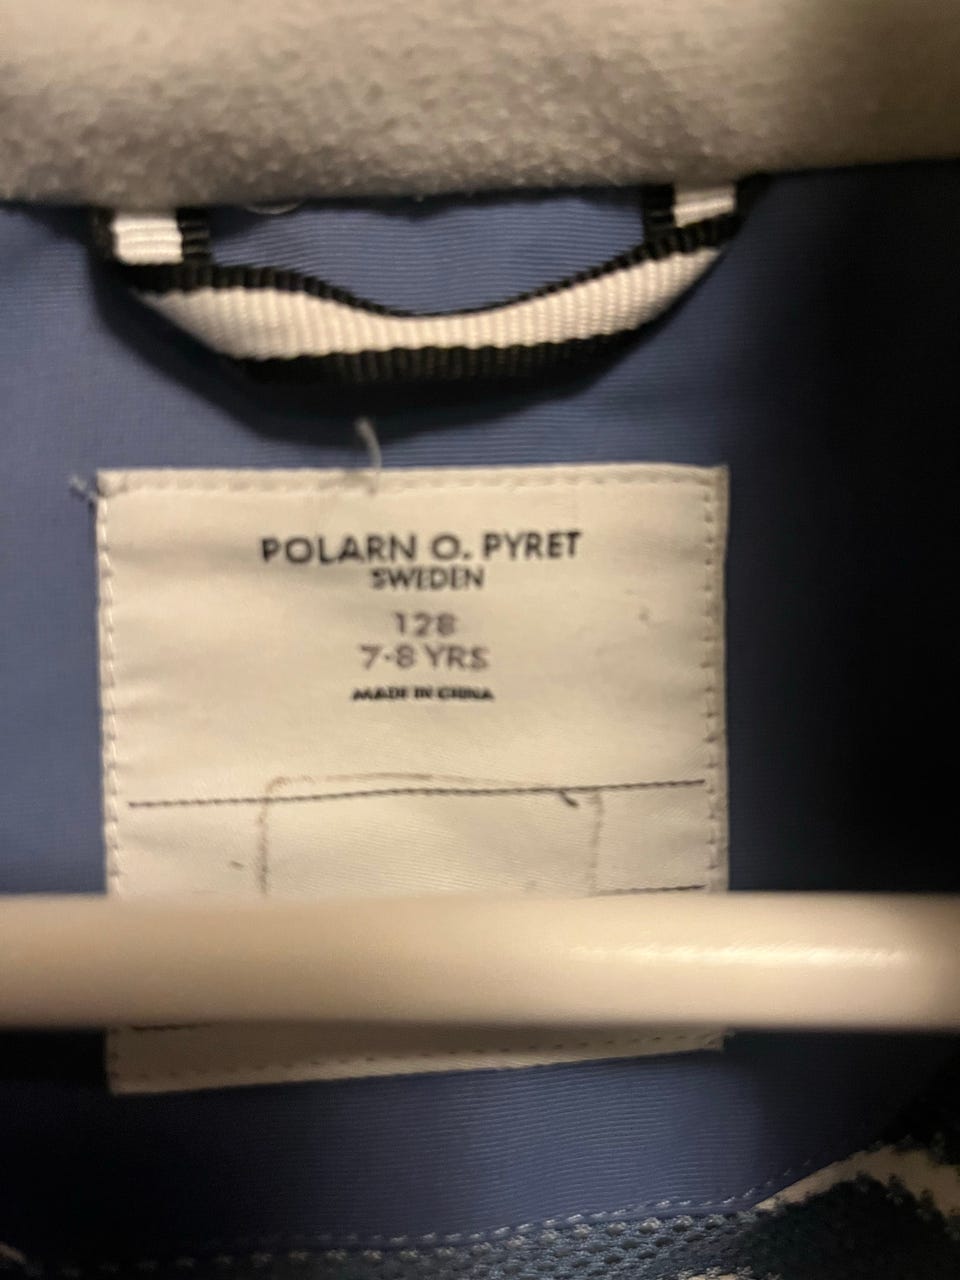 POLARN O. PYRET
SWEDEN
128
7-8 YRS
MADE IN CHINA